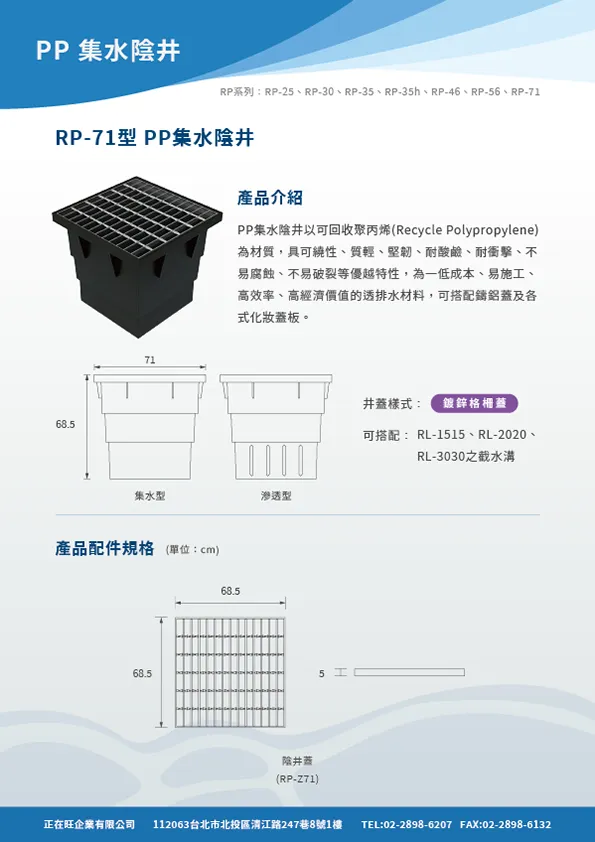 PP 集水陰井
RP系列：RP-25、RP-30、RP-35、RP-35h、RP-46、RP-56、RP-71
RP-71型 PP集水陰井
產品介紹
PP集水陰井以可回收聚丙烯(Recycle Polypropylene)
為材質，具可繞性、質輕、堅韌、耐酸鹼、耐衝擊、不
易腐蝕、不易破裂等優越特性，為一低成本、易施工、
高效率、高經濟價值的透排水材料，可搭配鑄鋁蓋及各
式化妝蓋板。
71
68.5
集水型
滲透型
井蓋樣式：
鍍鋅格柵蓋
可搭配： RL-1515、RL-2020、
RL-3030之截水溝
產品配件規格 (單位：cm)
68.5
68.5
5
陰井蓋
(RP-Z71)
正在旺企業有限公司 112063台北市北投區清江路247巷8號1樓 TEL:02-2898-6207 FAX:02-2898-6132